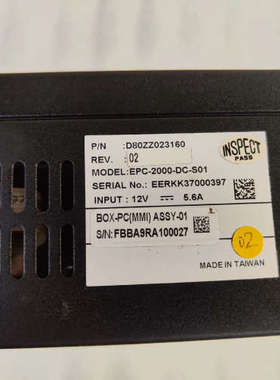 P/N :D80ZZ023160
REV. :02
MODEL:EPC-2000-DC-S01
SERIAL No.: EERKK37000397
INPUT : 12V ⎓ 5.6A
INSPECT
PASS
BOX-PC(MMI) ASSY-01
S/N:FBBA9RA100027
02
MADE IN TAIWAN